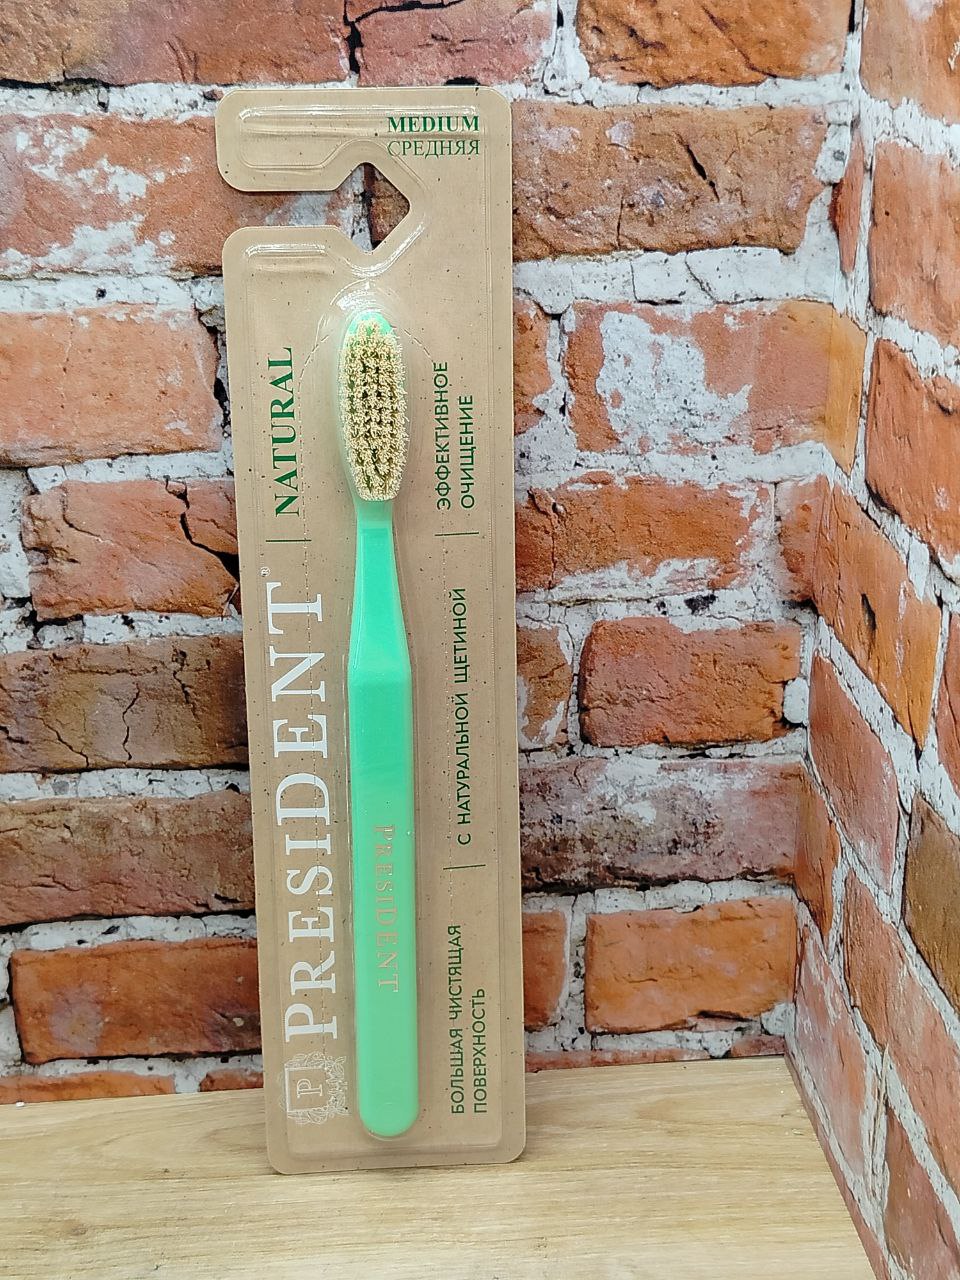 MEDIUM
СРЕДНЯЯ
PRESIDENT® | NATURAL
P
PRESIDENT
БОЛЬШАЯ ЧИСТЯЩАЯ
ПОВЕРХНОСТЬ
С НАТУРАЛЬНОЙ ЩЕТИНОЙ
ЭФФЕКТИВНОЕ
ОЧИЩЕНИЕ